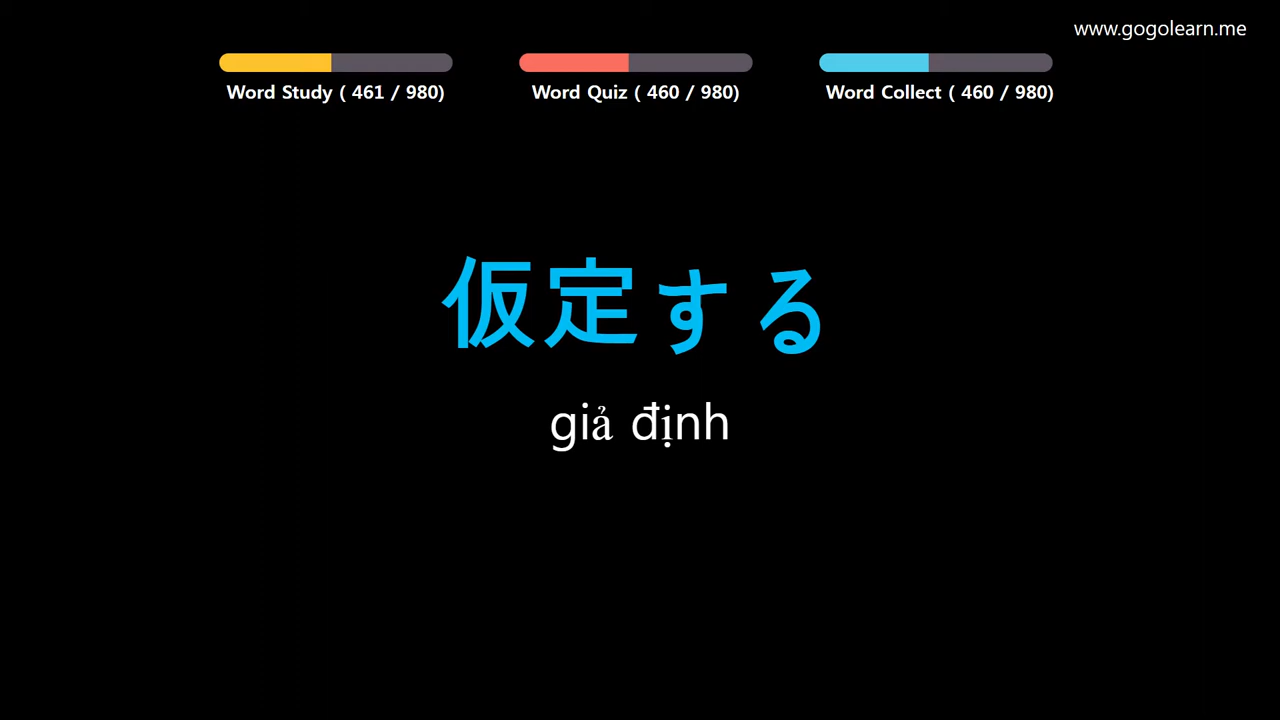 www.gogolearn.me
Word Study ( 461 / 980)
Word Quiz ( 460 / 980)
Word Collect ( 460 / 980)
仮定する
giả định